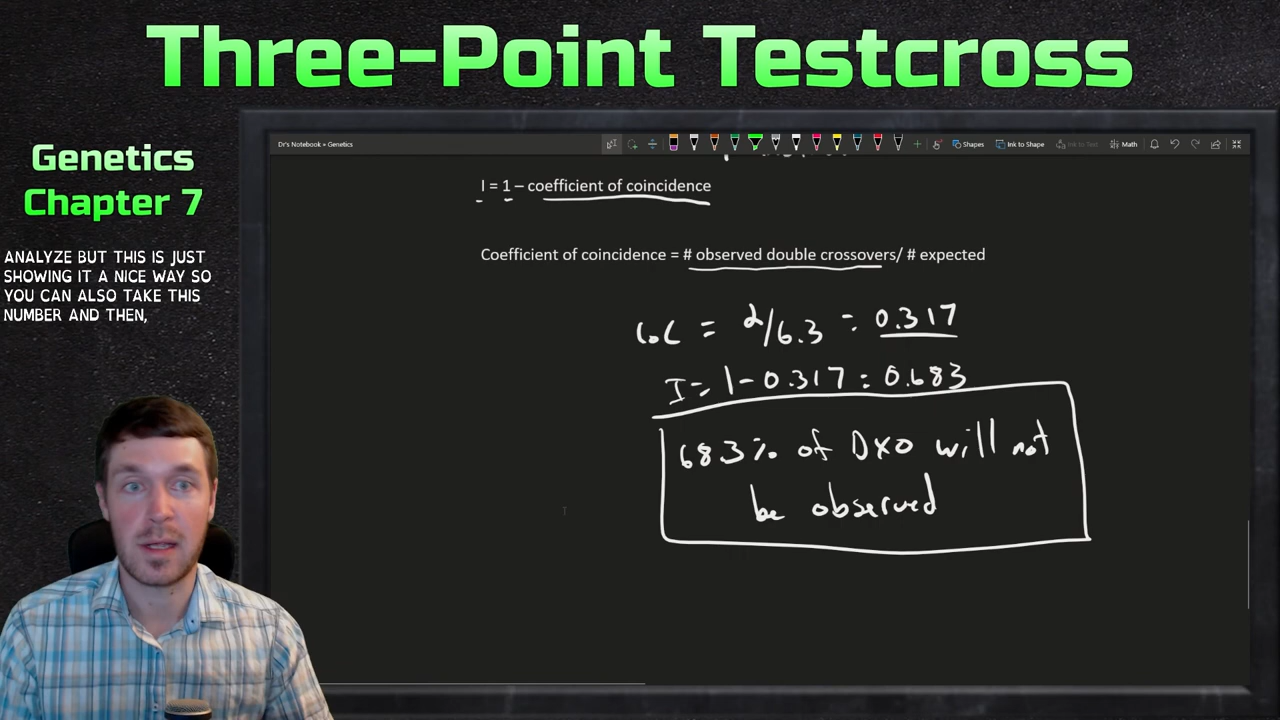 Three-Point Testcross
Genetics
Chapter 7
ANALYZE BUT THIS IS JUST
SHOWING IT A NICE WAY SO
YOU CAN ALSO TAKE THIS
NUMBER AND THEN,
Dr's Notebook » Genetics
Shapes
Ink to Shape
Ink to Text
Math
I = 1 – coefficient of coincidence
Coefficient of coincidence = # observed double crossovers/ # expected
CoC = 2/6.3 = 0.317
I = 1 - 0.317 = 0.683
68.3% of DXO will not
be observed